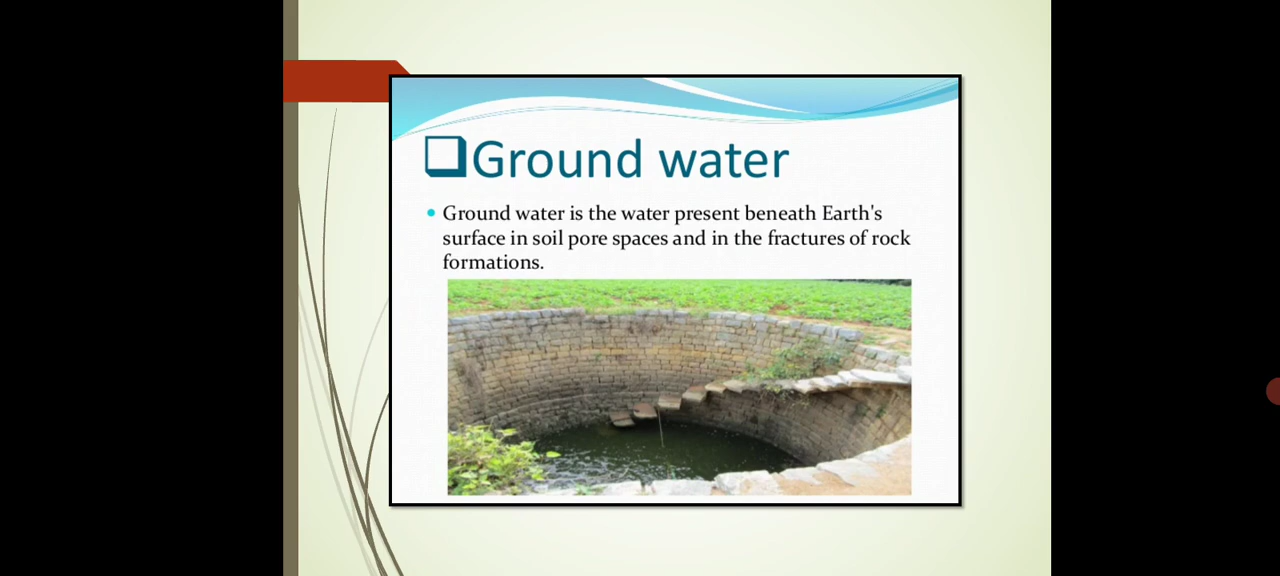 Ground water
Ground water is the water present beneath Earth's
surface in soil pore spaces and in the fractures of rock
formations.